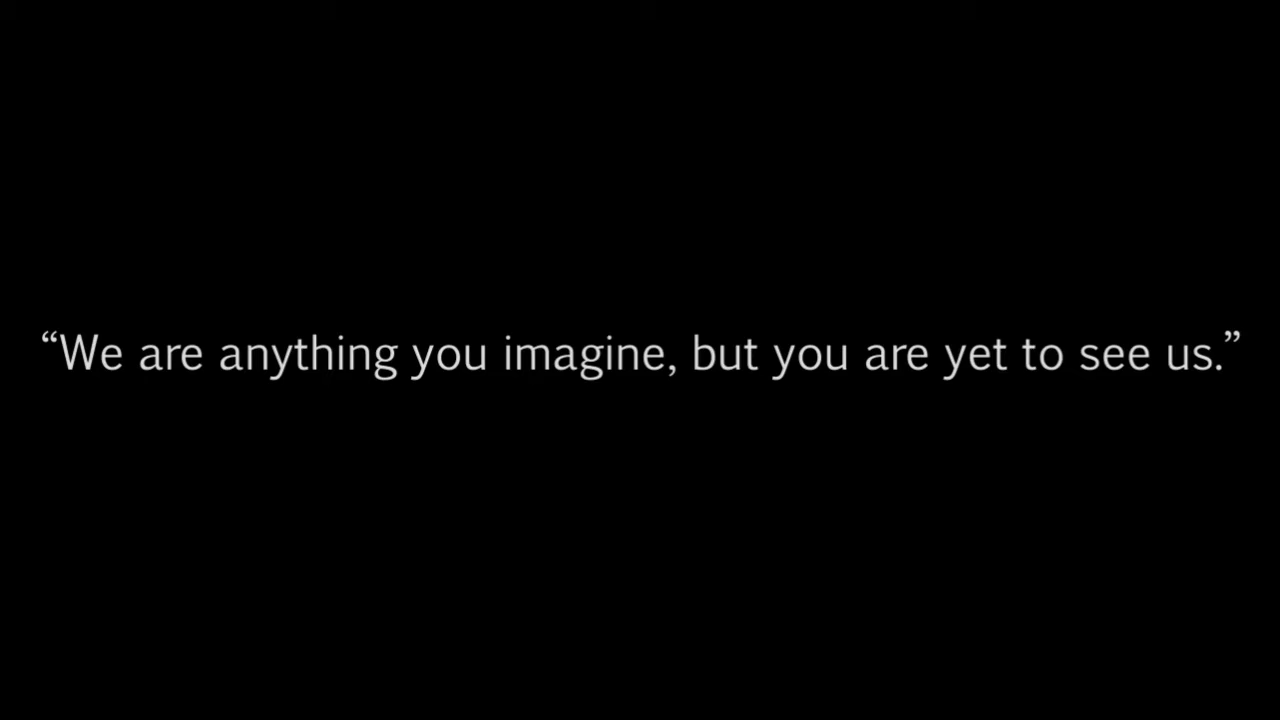 “We are anything you imagine, but you are yet to see us.”